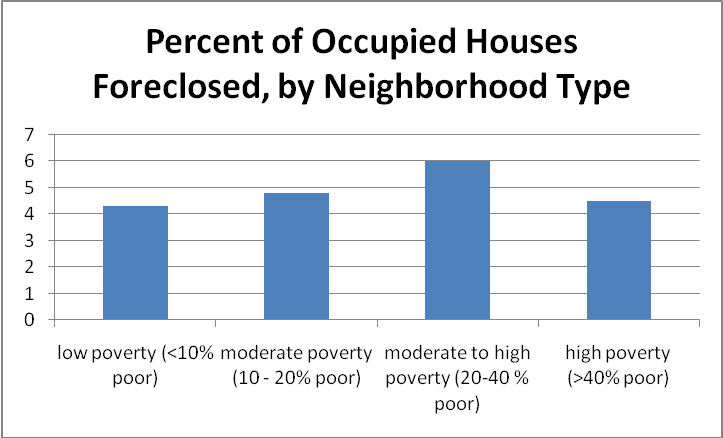 Percent of Occupied Houses
Foreclosed, by Neighborhood Type
7
6
5
4
3
2
1
0
low poverty (<10%
poor)
moderate poverty
(10 - 20% poor)
moderate to high
poverty (20-40 %
poor)
high poverty
(>40% poor)